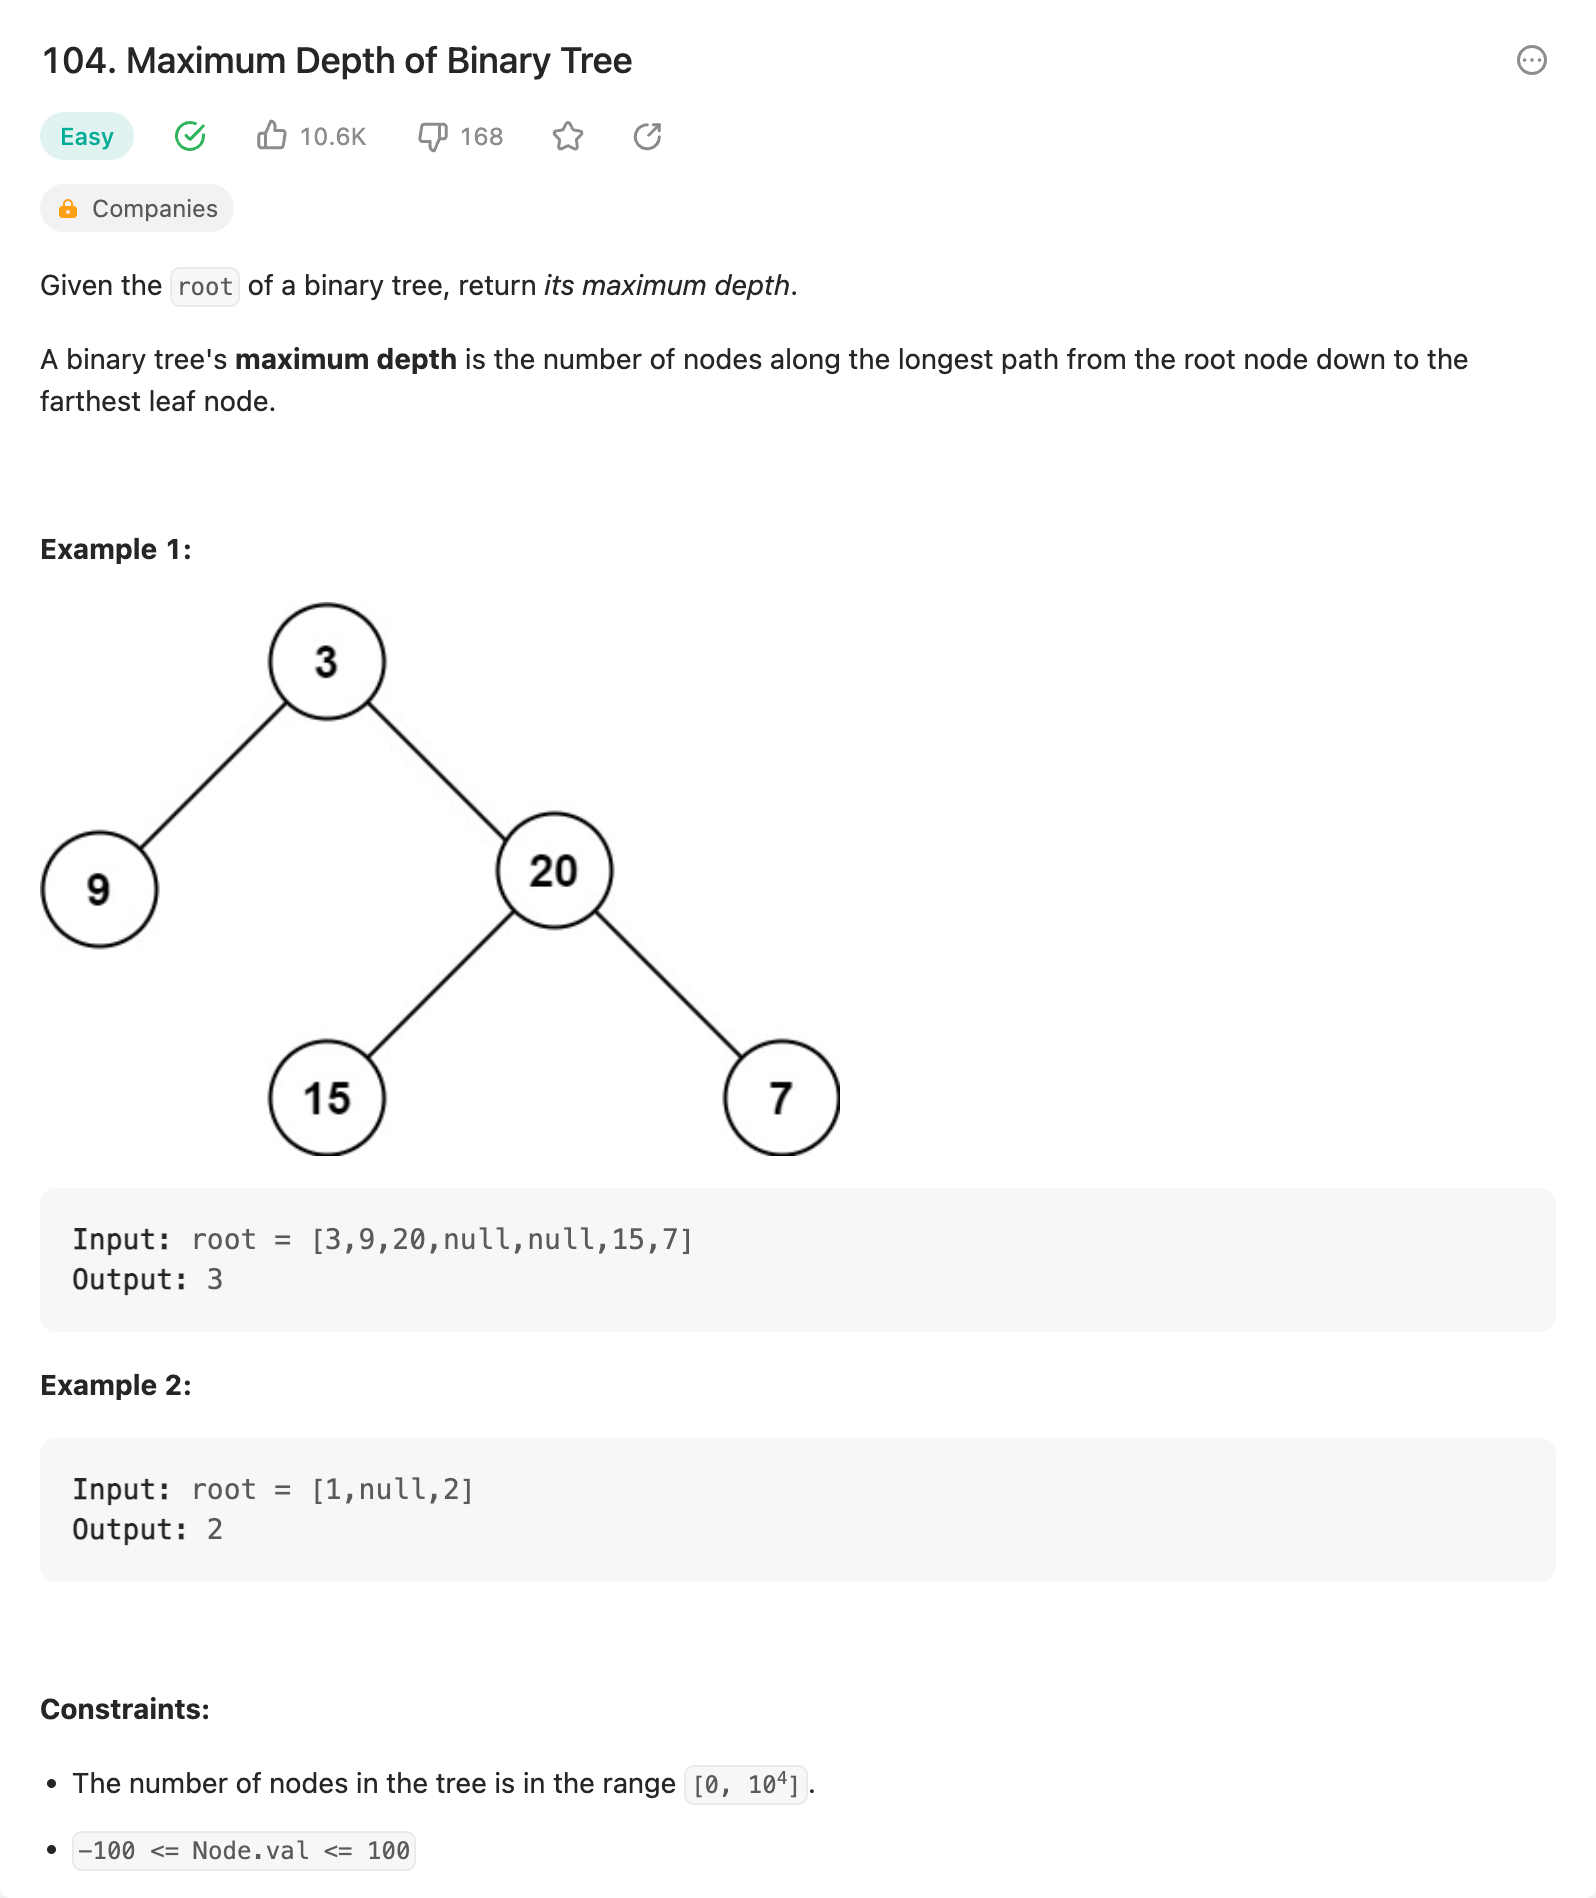 104. Maximum Depth of Binary Tree
Easy 10.6K 168
Companies
Given the root of a binary tree, return its maximum depth.
A binary tree's maximum depth is the number of nodes along the longest path from the root node down to the
farthest leaf node.
Example 1:
3
9
20
15
7
Input: root = [3,9,20,null,null,15,7]
Output: 3
Example 2:
Input: root = [1,null,2]
Output: 2
Constraints:
• The number of nodes in the tree is in the range [0, 10⁴].
• -100 <= Node.val <= 100